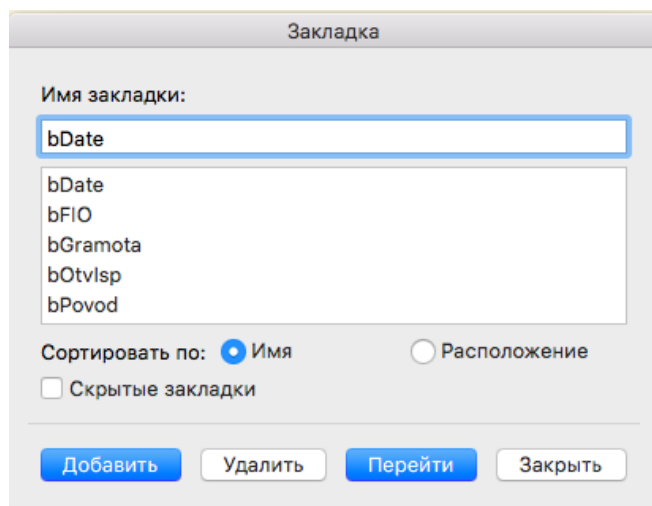 Закладка
Имя закладки:
bDate
bDate
bFIO
bGramota
bOtvIsp
bPovod
Сортировать по: Имя Расположение
Скрытые закладки
Добавить Удалить Перейти Закрыть